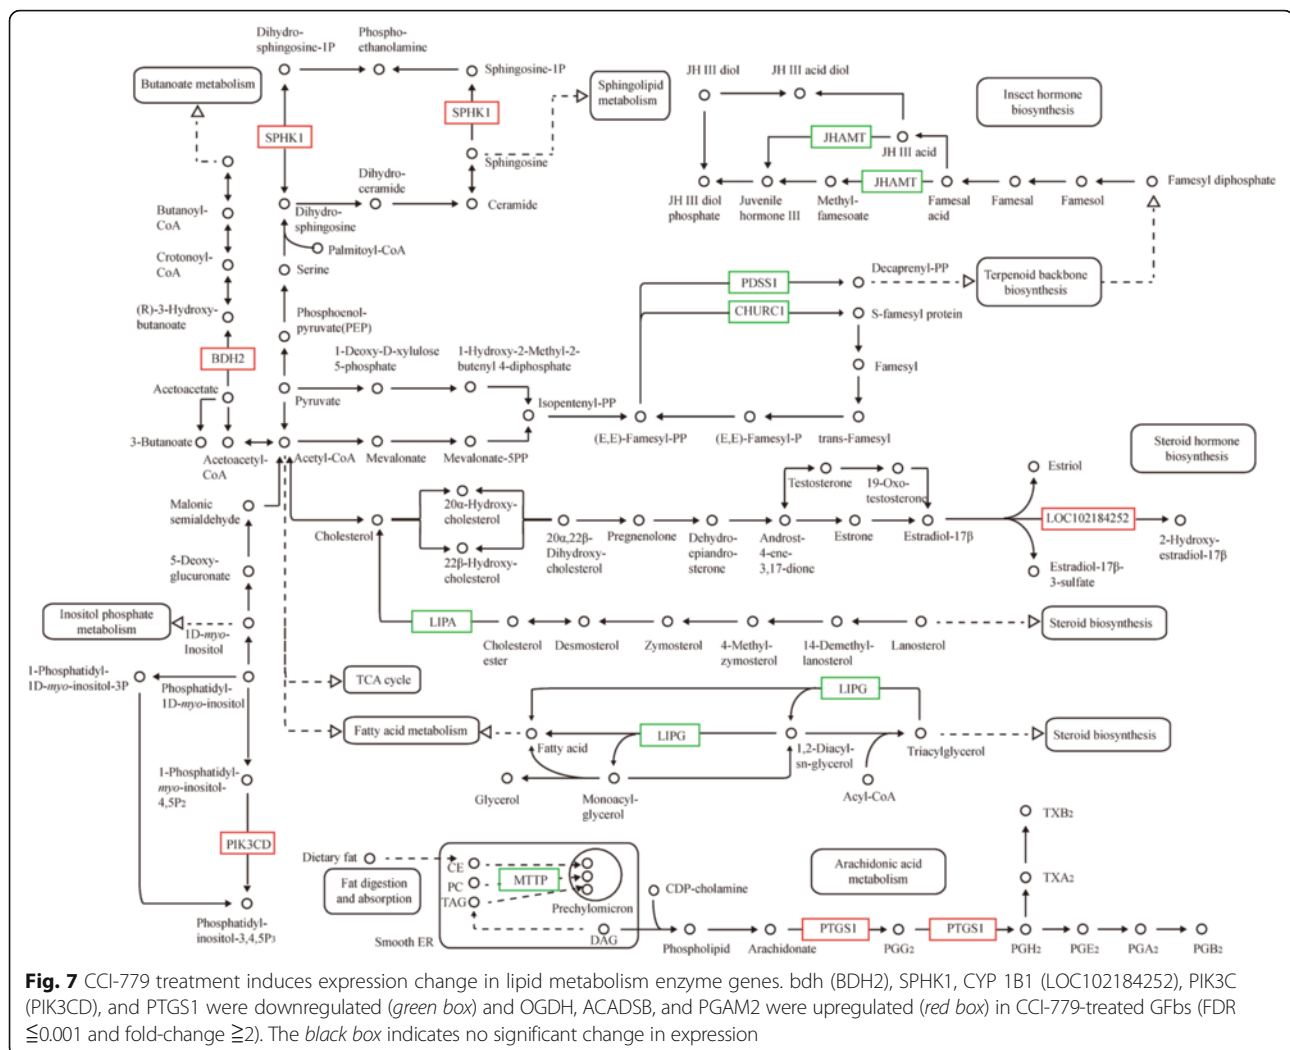 Dihydro-
sphingosine-1P
Phospho-
ethanolamine
Sphingosine-1P
Butanoate metabolism
Sphingolipid
metabolism
SPHK1
SPHK1
Sphingosine
Dihydro-
ceramide
Ceramide
Dihydro-
sphingosine
Palmitoyl-CoA
Serine
Butanoyl-
CoA
Crotonoyl-
CoA
(R)-3-Hydroxy-
butanoate
BDH2
Acetoacetate
3-Butanoate
Acetoacetyl-
CoA
Phosphoenol-
pyruvate(PEP)
Pyruvate
1-Deoxy-D-xylulose
5-phosphate
1-Hydroxy-2-Methyl-2-
butenyl 4-diphosphate
Isopentenyl-PP
Acetyl-CoA
Mevalonate
Mevalonate-5PP
JH III diol
JH III acid diol
Insect hormone
biosynthesis
JHAMT
JH III acid
JHAMT
Famesyl diphosphate
JH III diol
phosphate
Juvenile
hormone III
Methyl-
famesoate
Famesal
acid
Famesal
Famesol
PDSS1
Decaprenyl-PP
Terpenoid backbone
biosynthesis
CHURC1
S-famesyl protein
Famesyl
(E,E)-Famesyl-PP
(E,E)-Famesyl-P
trans-Famesyl
Steroid hormone
biosynthesis
Malonic
semialdehyde
Cholesterol
20α-Hydroxy-
cholesterol
22β-Hydroxy-
cholesterol
20α,22β-
Dihydroxy-
cholesterol
Pregnenolone
Dehydro-
epiandro-
sterone
Androst-
4-ene-
3,17-dione
Testosterone
19-Oxo-
testosterone
Estrone
Estradiol-17β
Estriol
LOC102184252
2-Hydroxy-
estradiol-17β
Estradiol-17β-
3-sulfate
5-Deoxy-
glucuronate
Inositol phosphate
metabolism
1D-myo-
Inositol
LIPA
Cholesterol
ester
Desmosterol
Zymosterol
4-Methyl-
zymosterol
14-Demethyl-
lanosterol
Lanosterol
Steroid biosynthesis
1-Phosphatidyl-
1D-myo-inositol-3P
Phosphatidyl-
1D-myo-inositol
TCA cycle
Fatty acid metabolism
LIPG
LIPG
Fatty acid
1,2-Diacyl-
sn-glycerol
Triacylglycerol
Steroid biosynthesis
Glycerol
Monoacyl-
glycerol
Acyl-CoA
1-Phosphatidyl-
myo-inositol-
4,5P2
PIK3CD
Phosphatidyl-
inositol-3,4,5P3
Dietary fat
Fat digestion
and absorption
CE
PC
TAG
MTTP
Prechylomicron
Smooth ER
DAG
CDP-cholamine
Phospholipid
Arachidonate
Arachidonic acid
metabolism
PTGS1
PGG2
PTGS1
PGH2
TXB2
TXA2
PGE2
PGA2
PGB2
Fig. 7 CCI-779 treatment induces expression change in lipid metabolism enzyme genes. bdh (BDH2), SPHK1, CYP 1B1 (LOC102184252), PIK3C
(PIK3CD), and PTGS1 were downregulated (green box) and OGDH, ACADSB, and PGAM2 were upregulated (red box) in CCI-779-treated GFbs (FDR
≦0.001 and fold-change ≧2). The black box indicates no significant change in expression